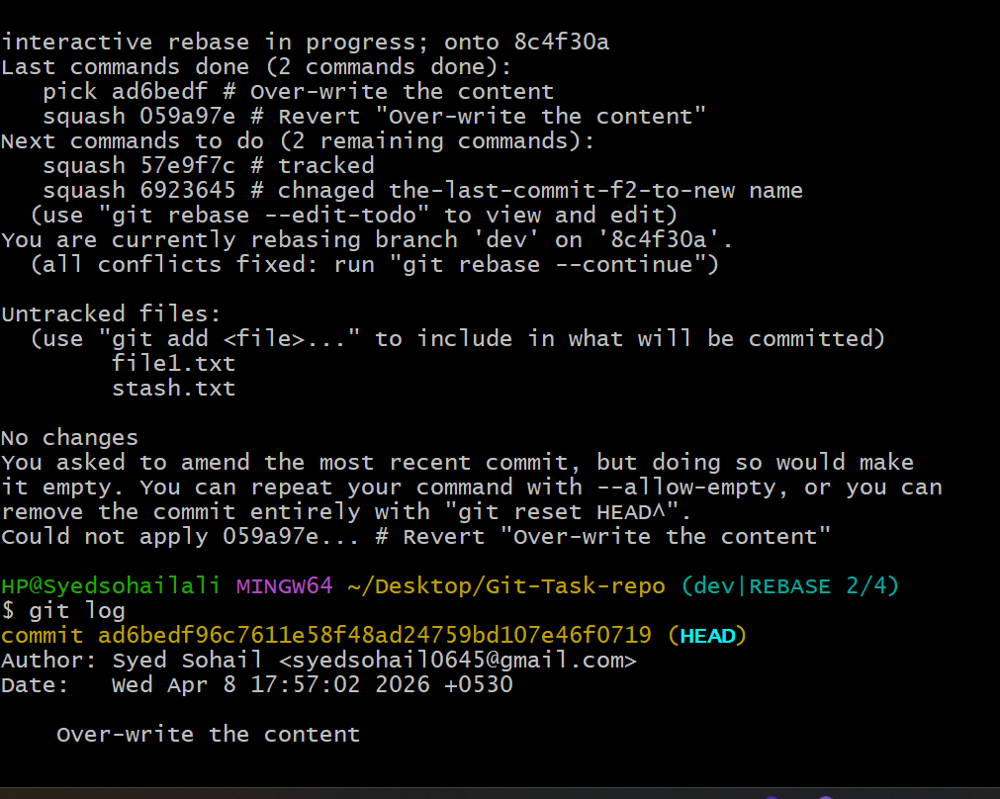 interactive rebase in progress; onto 8c4f30a
Last commands done (2 commands done):
   pick ad6bedf # Over-write the content
   squash 059a97e # Revert "Over-write the content"
Next commands to do (2 remaining commands):
   squash 57e9f7c # tracked
   squash 6923645 # chnaged the-last-commit-f2-to-new name
  (use "git rebase --edit-todo" to view and edit)
You are currently rebasing branch 'dev' on '8c4f30a'.
  (all conflicts fixed: run "git rebase --continue")

Untracked files:
  (use "git add <file>..." to include in what will be committed)
        file1.txt
        stash.txt

No changes
You asked to amend the most recent commit, but doing so would make
it empty. You can repeat your command with --allow-empty, or you can
remove the commit entirely with "git reset HEAD^".
Could not apply 059a97e... # Revert "Over-write the content"

HP@Syedsohailali MINGW64 ~/Desktop/Git-Task-repo (dev|REBASE 2/4)
$ git log
commit ad6bedf96c7611e58f48ad24759bd107e46f0719 (HEAD)
Author: Syed Sohail <syedsohail0645@gmail.com>
Date:   Wed Apr 8 17:57:02 2026 +0530

    Over-write the content